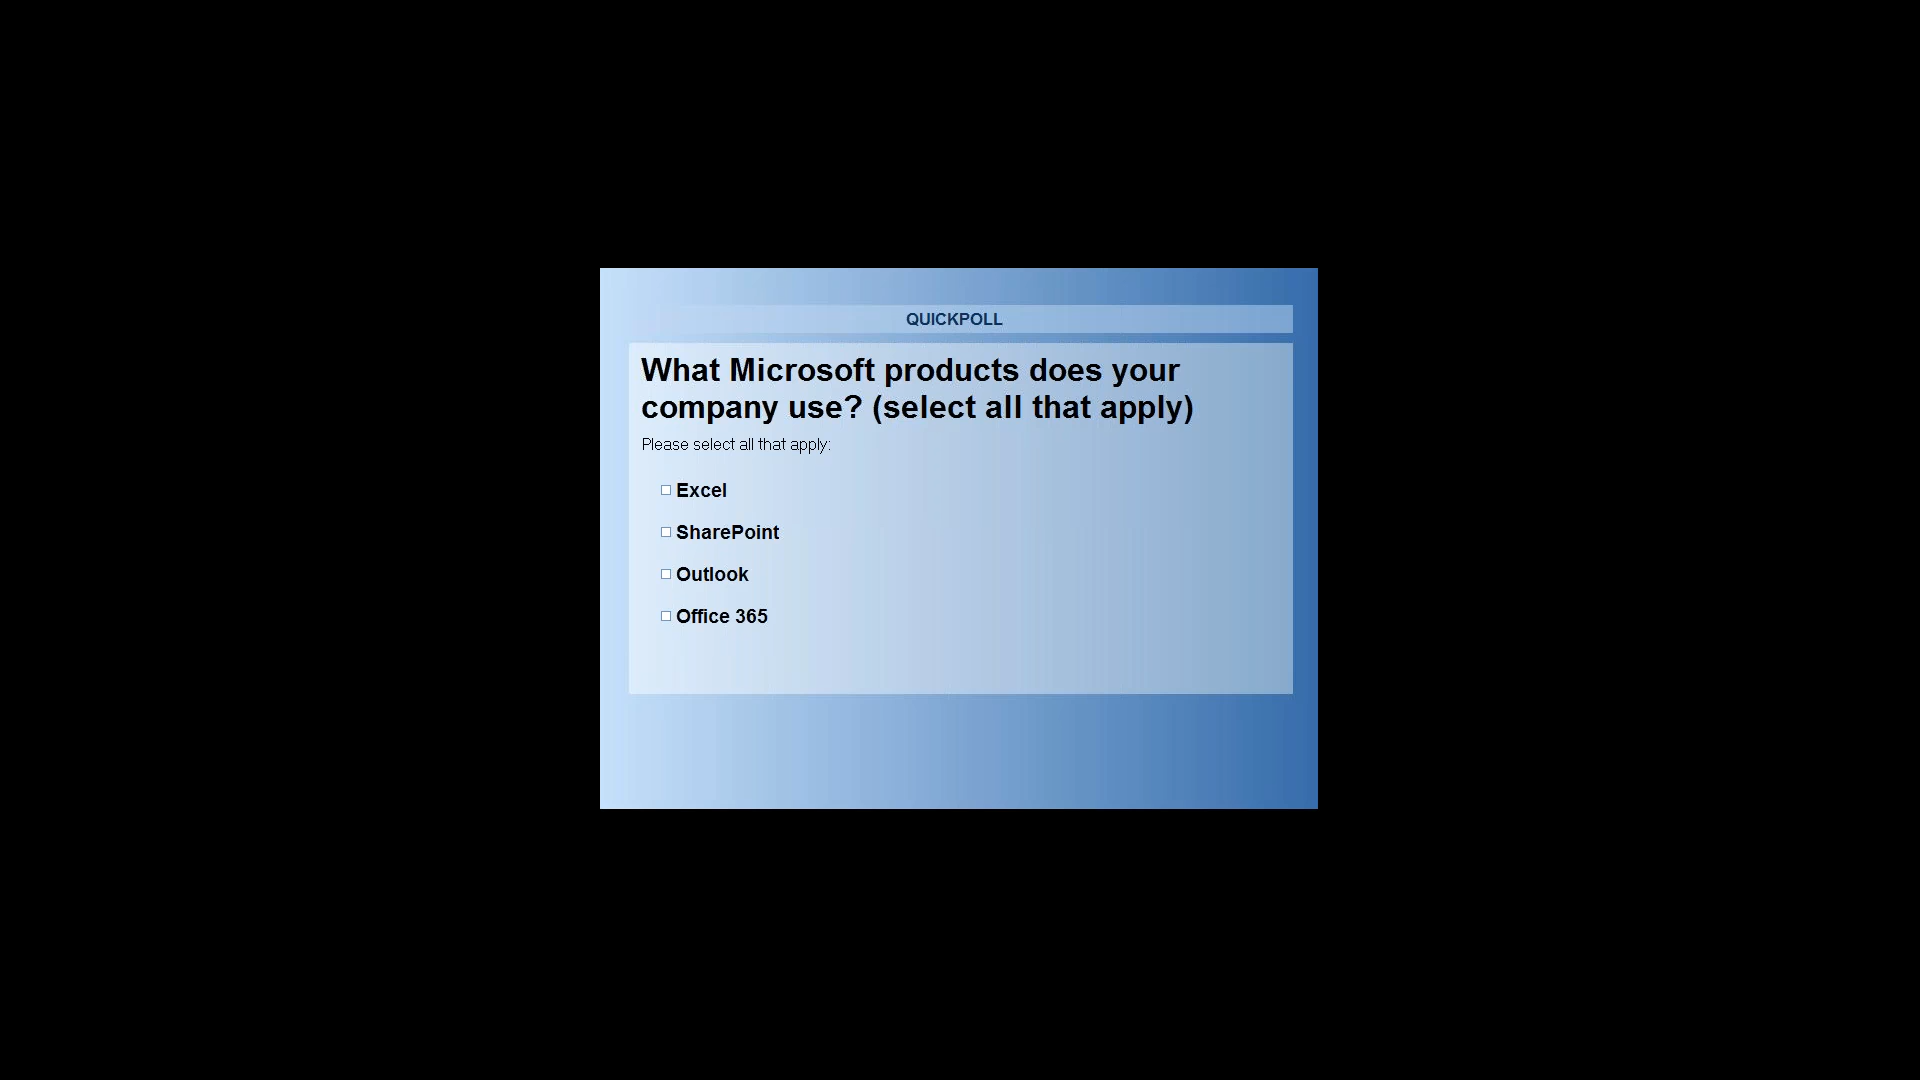 QUICKPOLL
What Microsoft products does your
company use? (select all that apply)
Please select all that apply:
Excel
SharePoint
Outlook
Office 365